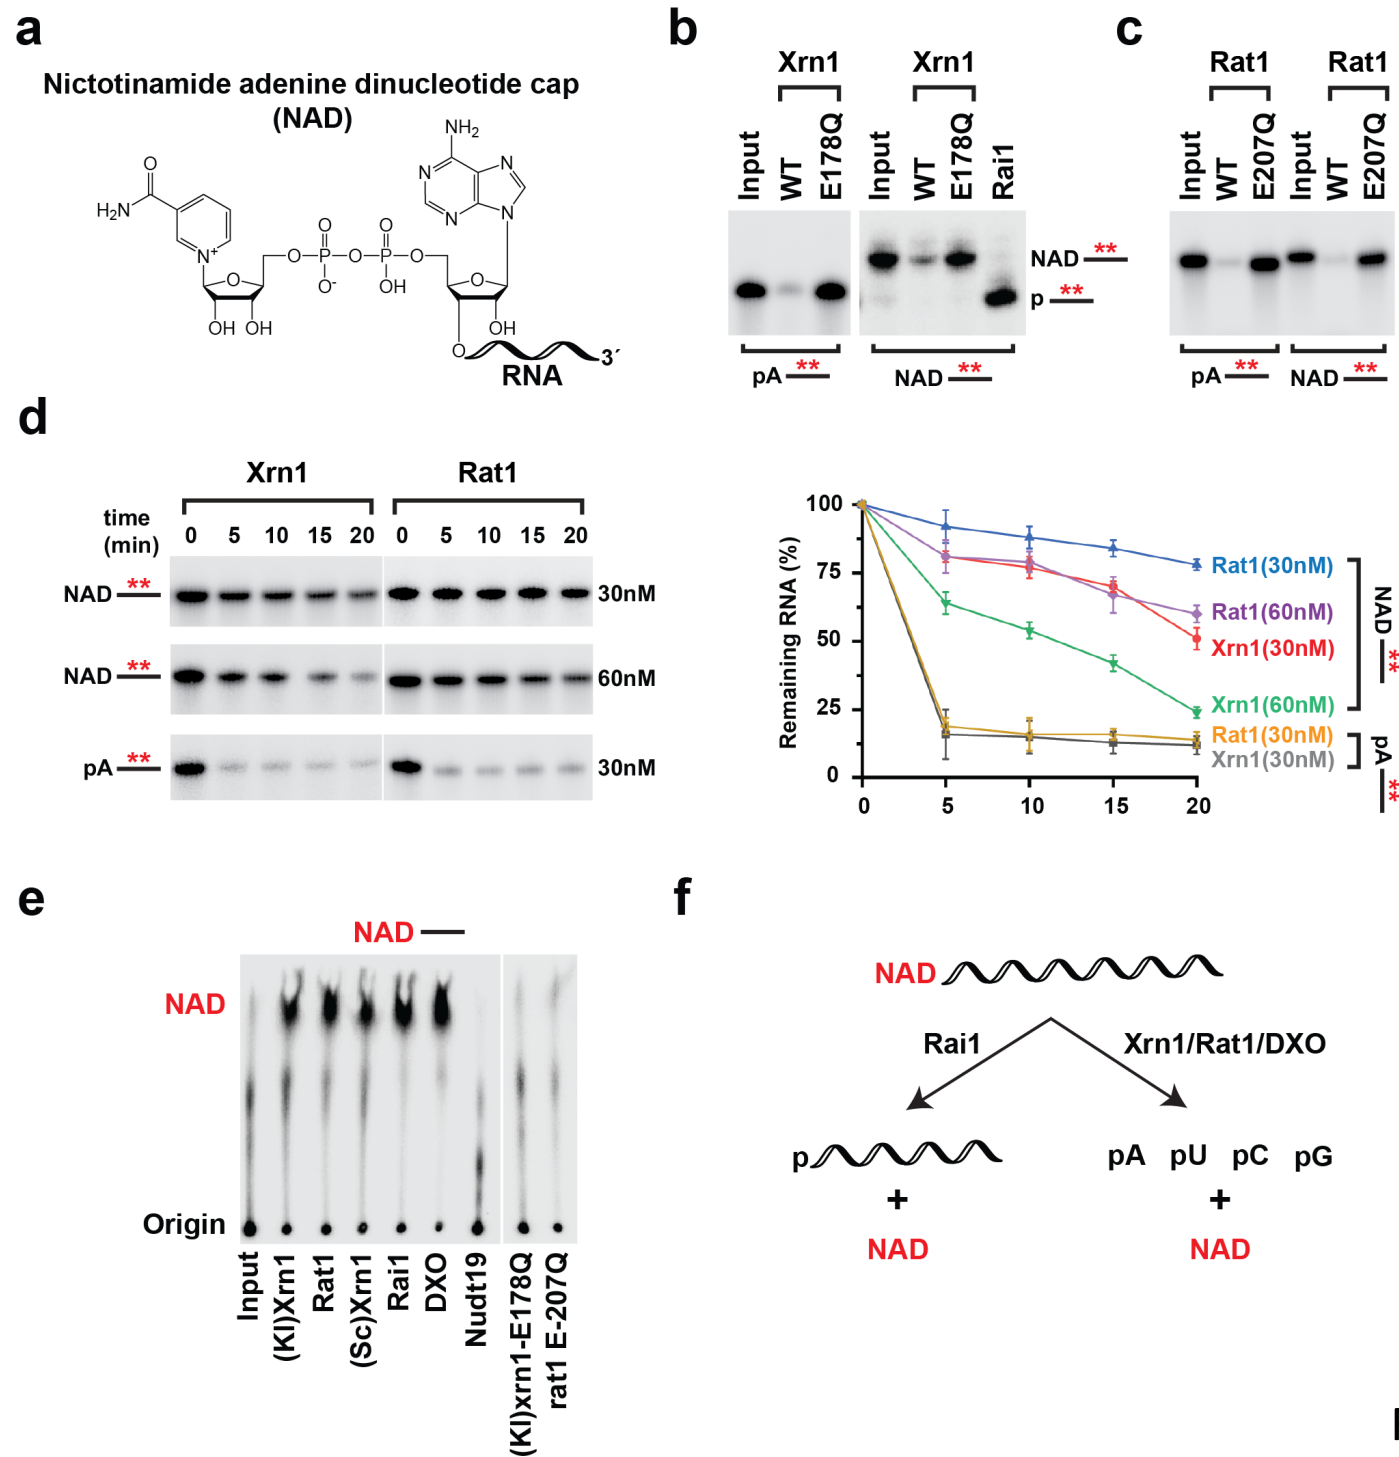 a
Nictotinamide adenine dinucleotide cap
(NAD)
NH₂
N
N
N
N
O
H₂N
N⁺
O
O
O
P
O
P
O
O⁻
OH
O
O
OH
OH
OH
O
3´
RNA
b
Xrn1
Xrn1
Input
WT
E178Q
Input
WT
E178Q
Rai1
NAD **
p **
pA **
NAD **
c
Rat1
Rat1
Input
WT
E207Q
Input
WT
E207Q
pA **
NAD **
d
Xrn1
Rat1
time
(min)
0 5 10 15 20 0 5 10 15 20
NAD ** 30nM
NAD ** 60nM
pA ** 30nM
Remaining RNA (%)
100
75
50
25
0
0 5 10 15 20
Rat1(30nM)
Rat1(60nM)
Xrn1(30nM)
Xrn1(60nM)
Rat1(30nM)
Xrn1(30nM)
NAD **
pA **
e
NAD
NAD
Origin
Input
(Kl)Xrn1
Rat1
(Sc)Xrn1
Rai1
DXO
Nudt19
(Kl)xrn1-E178Q
rat1 E-207Q
f
NAD
Rai1
Xrn1/Rat1/DXO
p
pA pU pC pG
+
+
NAD
NAD